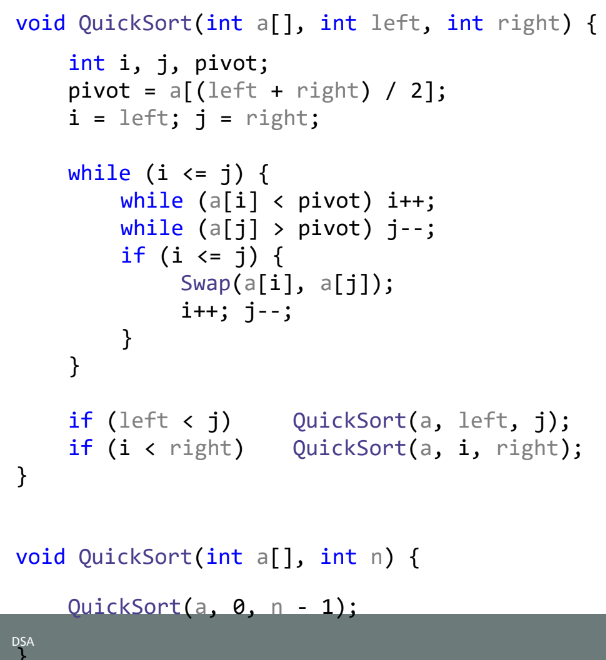 void QuickSort(int a[], int left, int right) {
int i, j, pivot;
pivot = a[(left + right) / 2];
i = left; j = right;
while (i <= j) {
while (a[i] < pivot) i++;
while (a[j] > pivot) j--;
if (i <= j) {
Swap(a[i], a[j]);
i++; j--;
}
}
if (left < j) QuickSort(a, left, j);
if (i < right) QuickSort(a, i, right);
}
void QuickSort(int a[], int n) {
QuickSort(a, 0, n - 1);
DSA
}